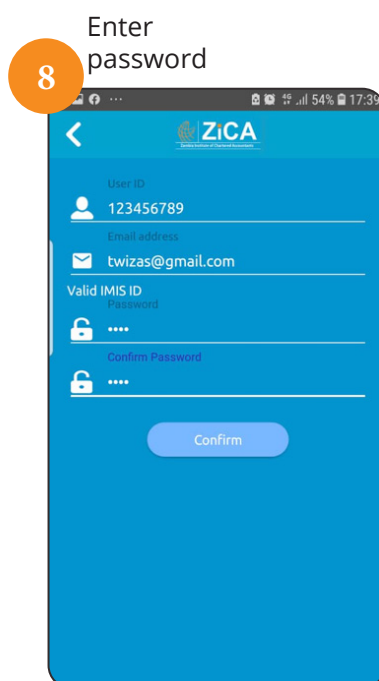 Enter
password
8
... 4G 54% 17:39
ZiCA
Zambia Institute of Chartered Accountants
User ID
123456789
Email address
twizas@gmail.com
Valid IMIS ID
Password
••••
Confirm Password
••••
Confirm